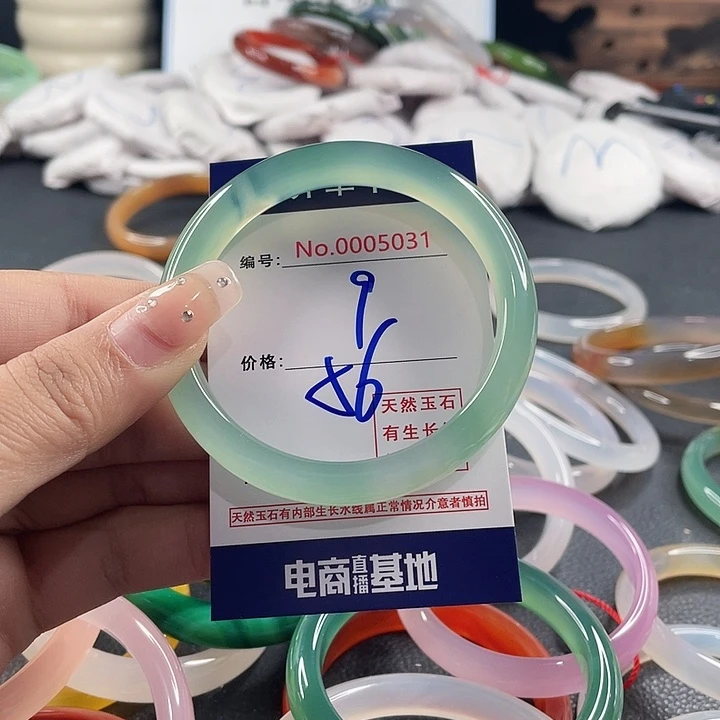 编号: No.0005031
9
价格:
56
天然玉石
有生长
天然玉石有内部生长水线属正常情况介意者慎拍
电商直播基地